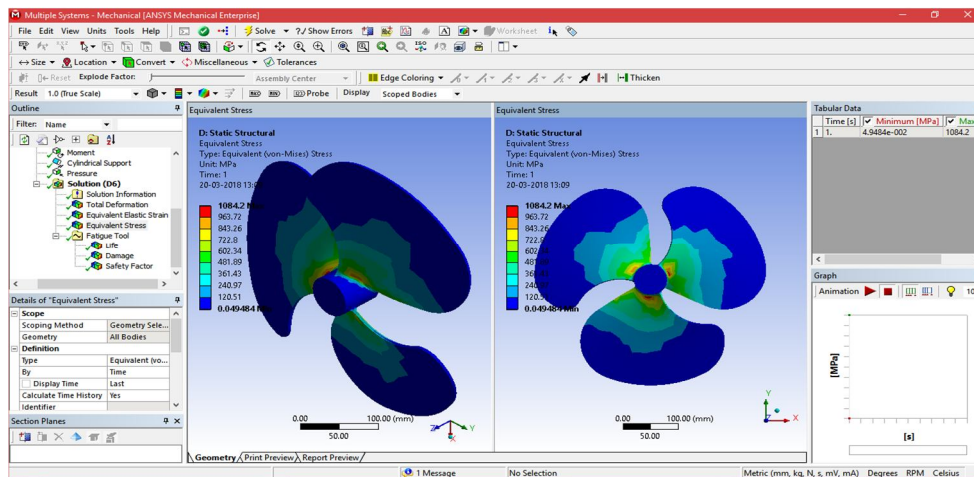 Multiple Systems - Mechanical [ANSYS Mechanical Enterprise]
File Edit View Units Tools Help Solve ?/ Show Errors Worksheet
Size Location Convert Miscellaneous Tolerances
Reset Explode Factor: Assembly Center Edge Coloring Thicken
Result 1.0 (True Scale) Probe Display Scoped Bodies
Outline
Filter: Name
Moment
Cylindrical Support
Pressure
Solution (D6)
Solution Information
Total Deformation
Equivalent Elastic Strain
Equivalent Stress
Fatigue Tool
Life
Damage
Safety Factor
Details of "Equivalent Stress"
Scope
Scoping Method Geometry Sele...
Geometry All Bodies
Definition
Type Equivalent (vo...
By Time
Display Time Last
Calculate Time History Yes
Identifier
Section Planes
Equivalent Stress
D: Static Structural
Equivalent Stress
Type: Equivalent (von-Mises) Stress
Unit: MPa
Time: 1
20-03-2018 13:09
1084.2 Max
963.72
843.26
722.8
602.34
481.89
361.43
240.97
120.51
0.049484 Min
0.00 100.00 (mm)
50.00
Z Y
X
Equivalent Stress
D: Static Structural
Equivalent Stress
Type: Equivalent (von-Mises) Stress
Unit: MPa
Time: 1
20-03-2018 13:09
1084.2 Max
963.72
843.26
722.8
602.34
481.
361.43
240.
120.5
0.049484 Min
0.00 100.00 (mm)
50.00
Y
X
Geometry Print Preview Report Preview
Tabular Data
Time [s] Minimum [MPa] Max
1 1. 4.9484e-002 1084.2
Graph
Animation 10
[MPa]
[s]
1 Message No Selection Metric (mm, kg, N, s, mV, mA) Degrees RPM Celsius